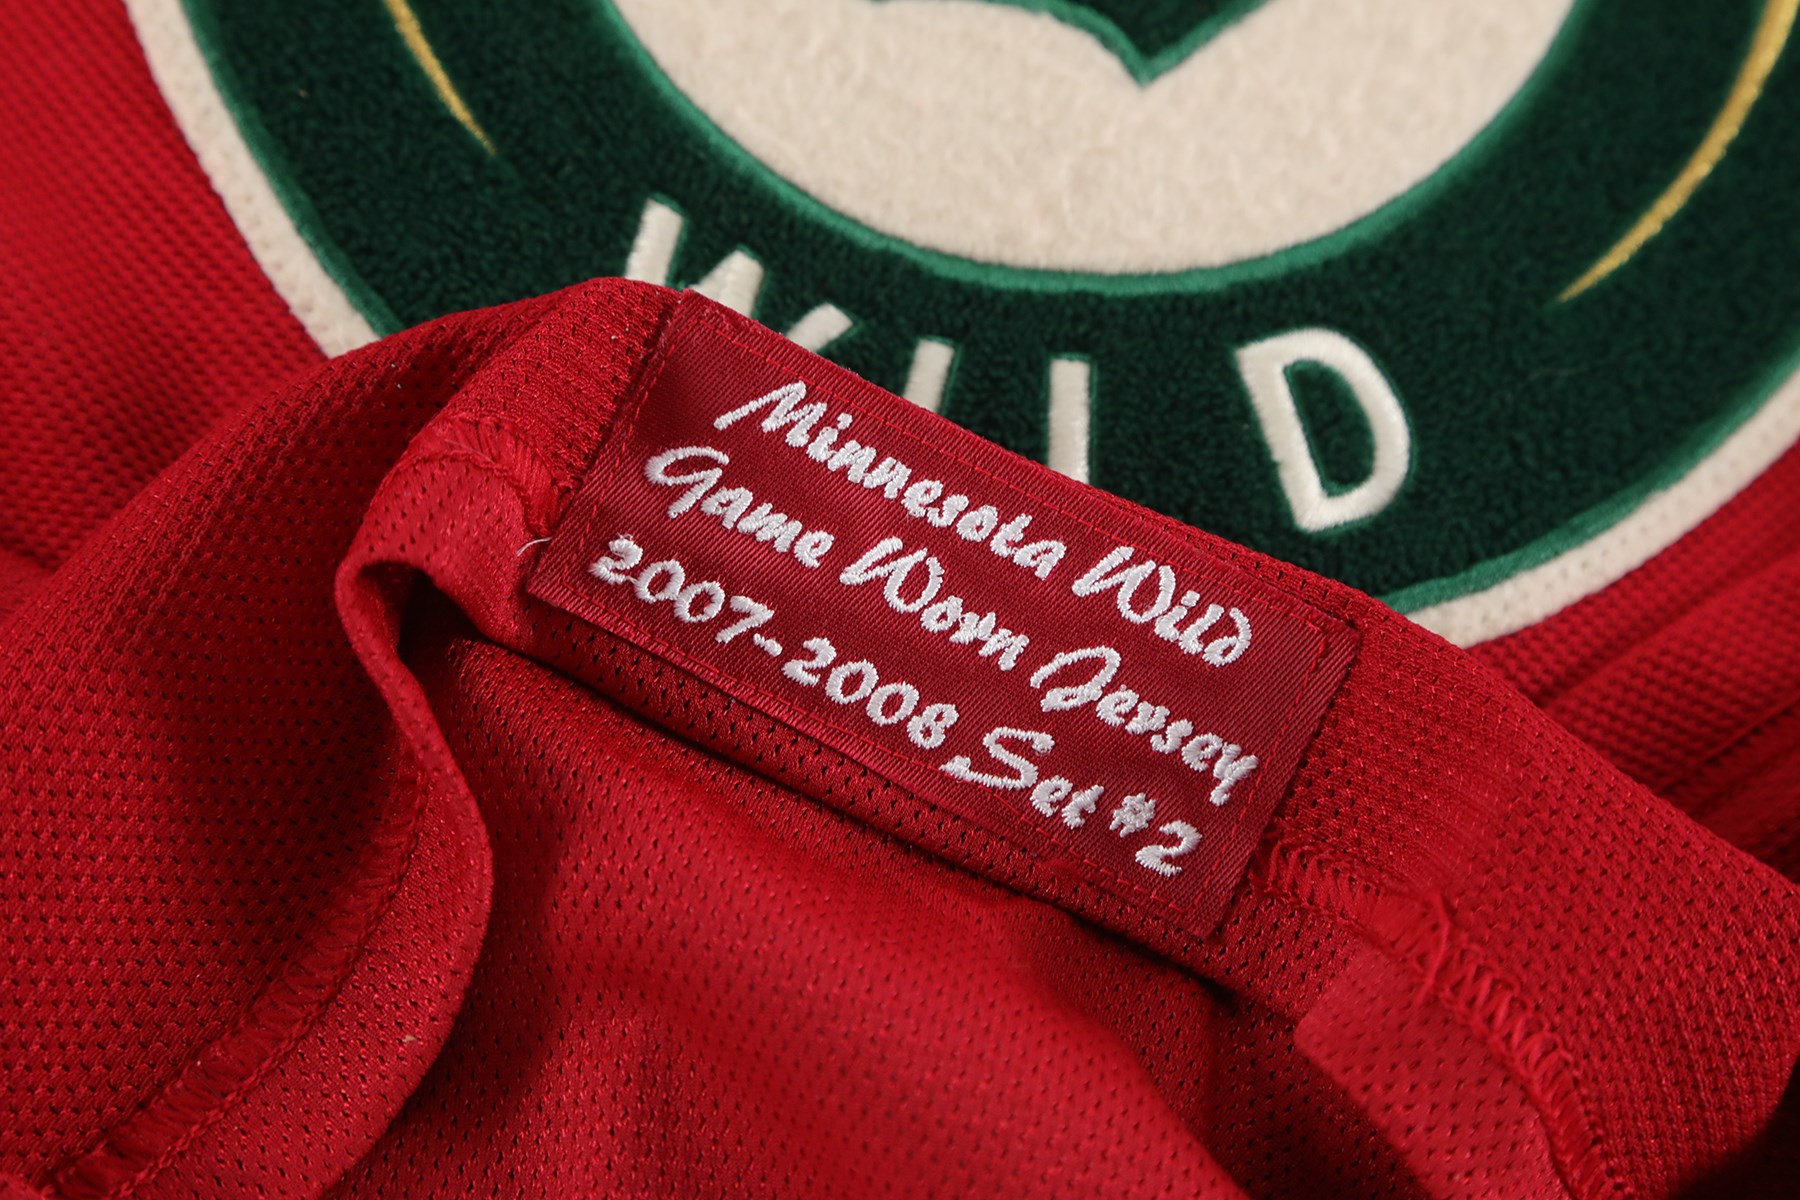 WILD
Minnesota Wild
Game Worn Jersey
2007-2008 Set #2